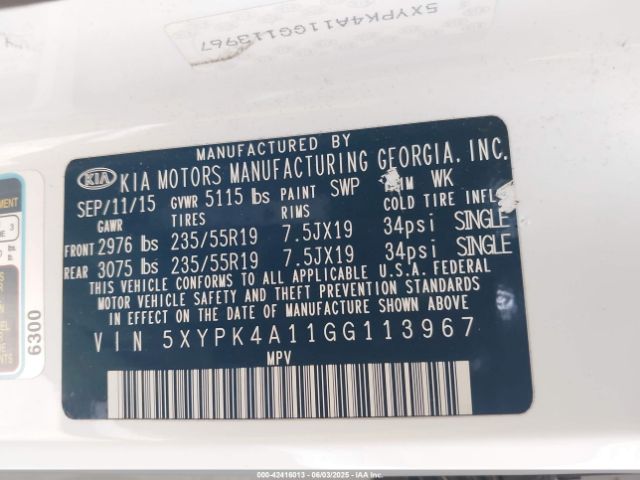 5XYPK4A11GG113967
MANUFACTURED BY
KIA KIA MOTORS MANUFACTURING GEORGIA. INC.
SEP/11/15 GVWR 5115 lbs PAINT SWP WK
GAWR TIRES RIMS COLD TIRE INFL
FRONT 2976 lbs 235/55R19 7.5JX19 34psi SINGLE
REAR 3075 lbs 235/55R19 7.5JX19 34psi SINGLE
THIS VEHICLE CONFORMS TO ALL APPLICABLE U.S.A. FEDERAL
MOTOR VEHICLE SAFETY AND THEFT PREVENTION STANDARDS
IN EFFECT ON THE DATE OF MANUFACTURE SHOWN ABOVE.
VIN 5XYPK4A11GG113967
MPV
6300
000-42416013 - 06/03/2025 - IAAI.COM